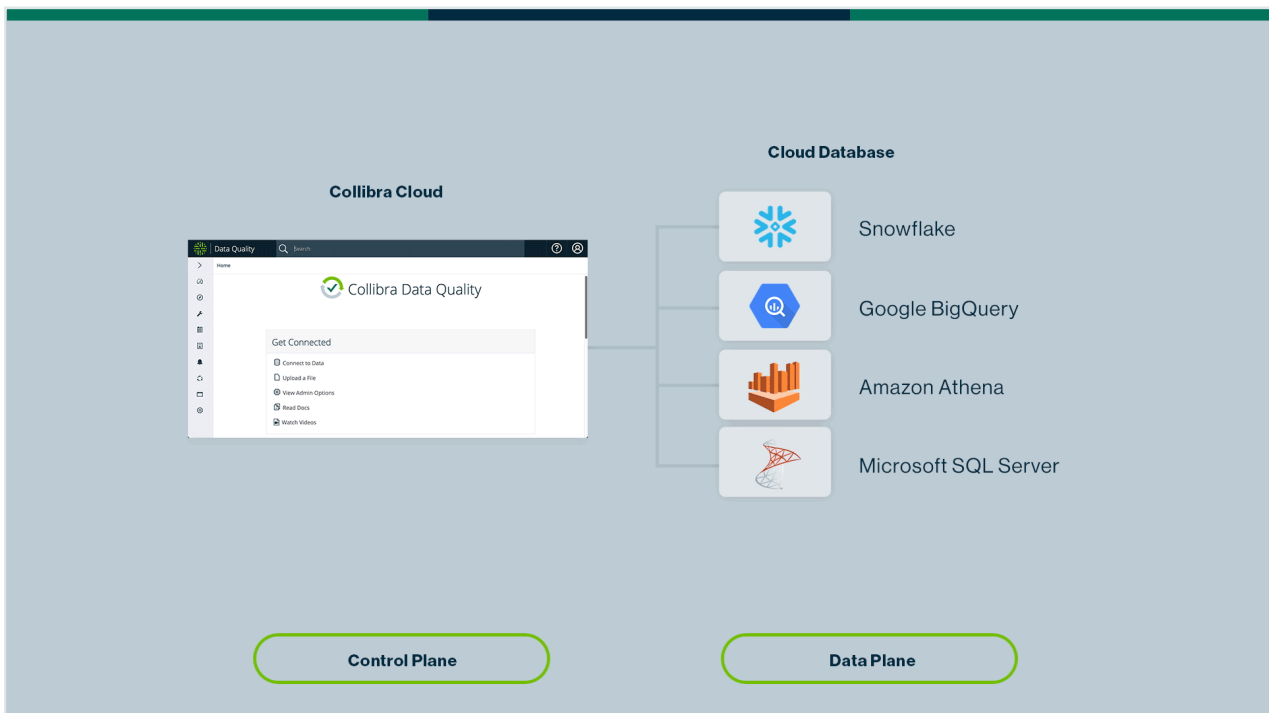 Cloud Database
Collibra Cloud
Data Quality
Search
Home
Collibra Data Quality
Get Connected
Connect to Data
Upload a File
View Admin Options
Read Docs
Watch Videos
Snowflake
Google BigQuery
Amazon Athena
Microsoft SQL Server
Control Plane
Data Plane